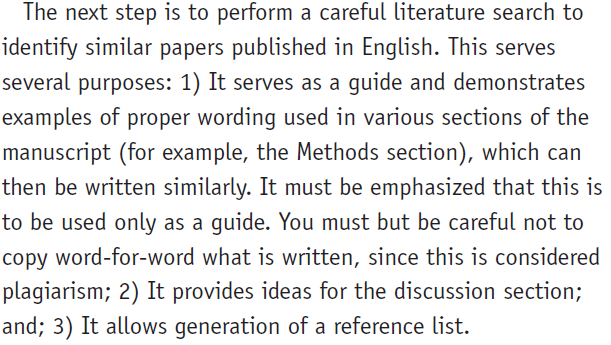 The next step is to perform a careful literature search to
identify similar papers published in English. This serves
several purposes: 1) It serves as a guide and demonstrates
examples of proper wording used in various sections of the
manuscript (for example, the Methods section), which can
then be written similarly. It must be emphasized that this is
to be used only as a guide. You must but be careful not to
copy word-for-word what is written, since this is considered
plagiarism; 2) It provides ideas for the discussion section;
and; 3) It allows generation of a reference list.